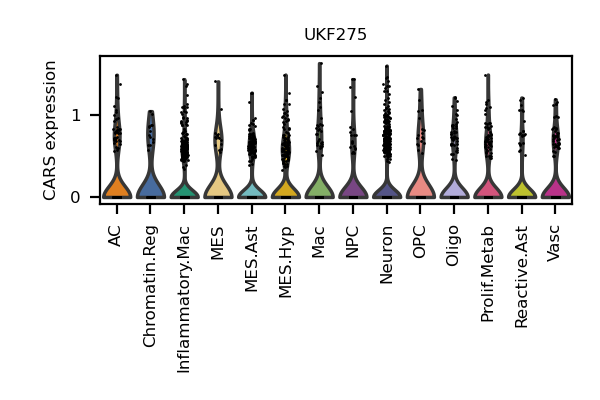 UKF275
CARS expression
1
0
AC
Chromatin.Reg
Inflammatory.Mac
MES
MES.Ast
MES.Hyp
Mac
NPC
Neuron
OPC
Oligo
Prolif.Metab
Reactive.Ast
Vasc